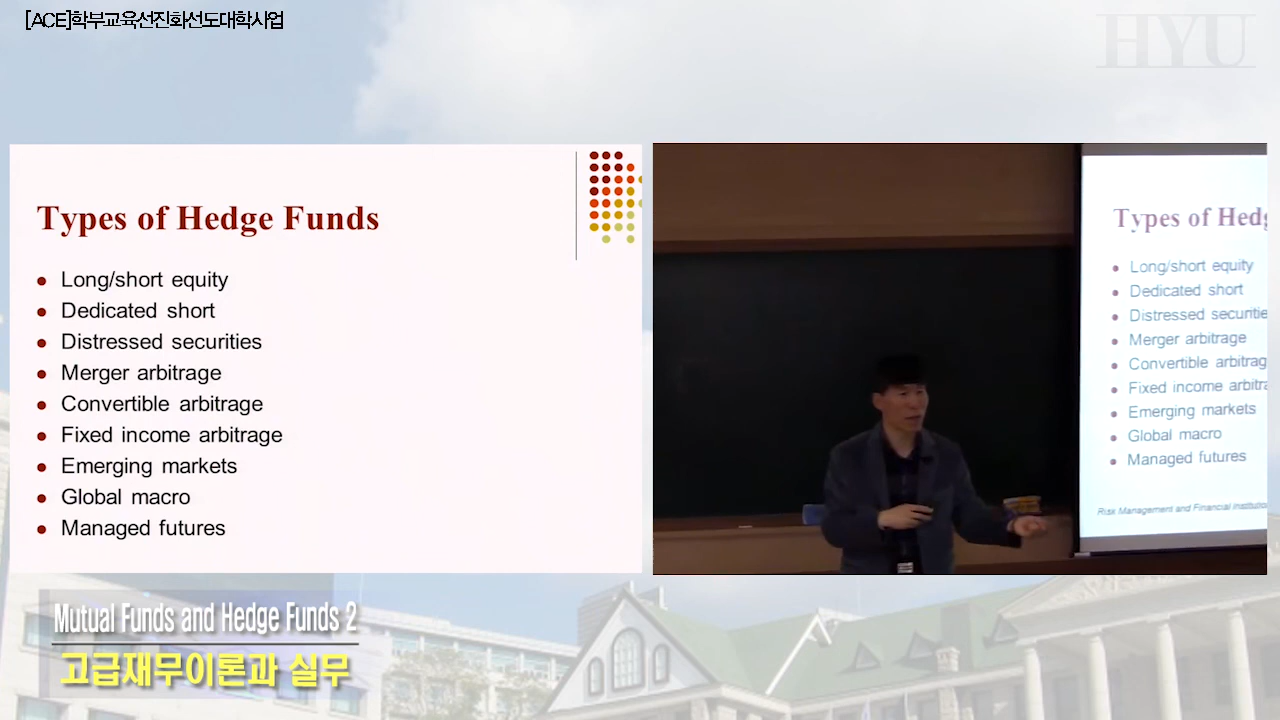 [ACE]학부교육선진화선도대학사업
HYU
Types of Hedge Funds
Long/short equity
Dedicated short
Distressed securities
Merger arbitrage
Convertible arbitrage
Fixed income arbitrage
Emerging markets
Global macro
Managed futures
Types of Hedg
Long/short equity
Dedicated short
Distressed securitie
Merger arbitrage
Convertible arbitrag
Fixed income arbitra
Emerging markets
Global macro
Managed futures
Risk Management and Financial Institutio
Mutual Funds and Hedge Funds 2
고급재무이론과 실무